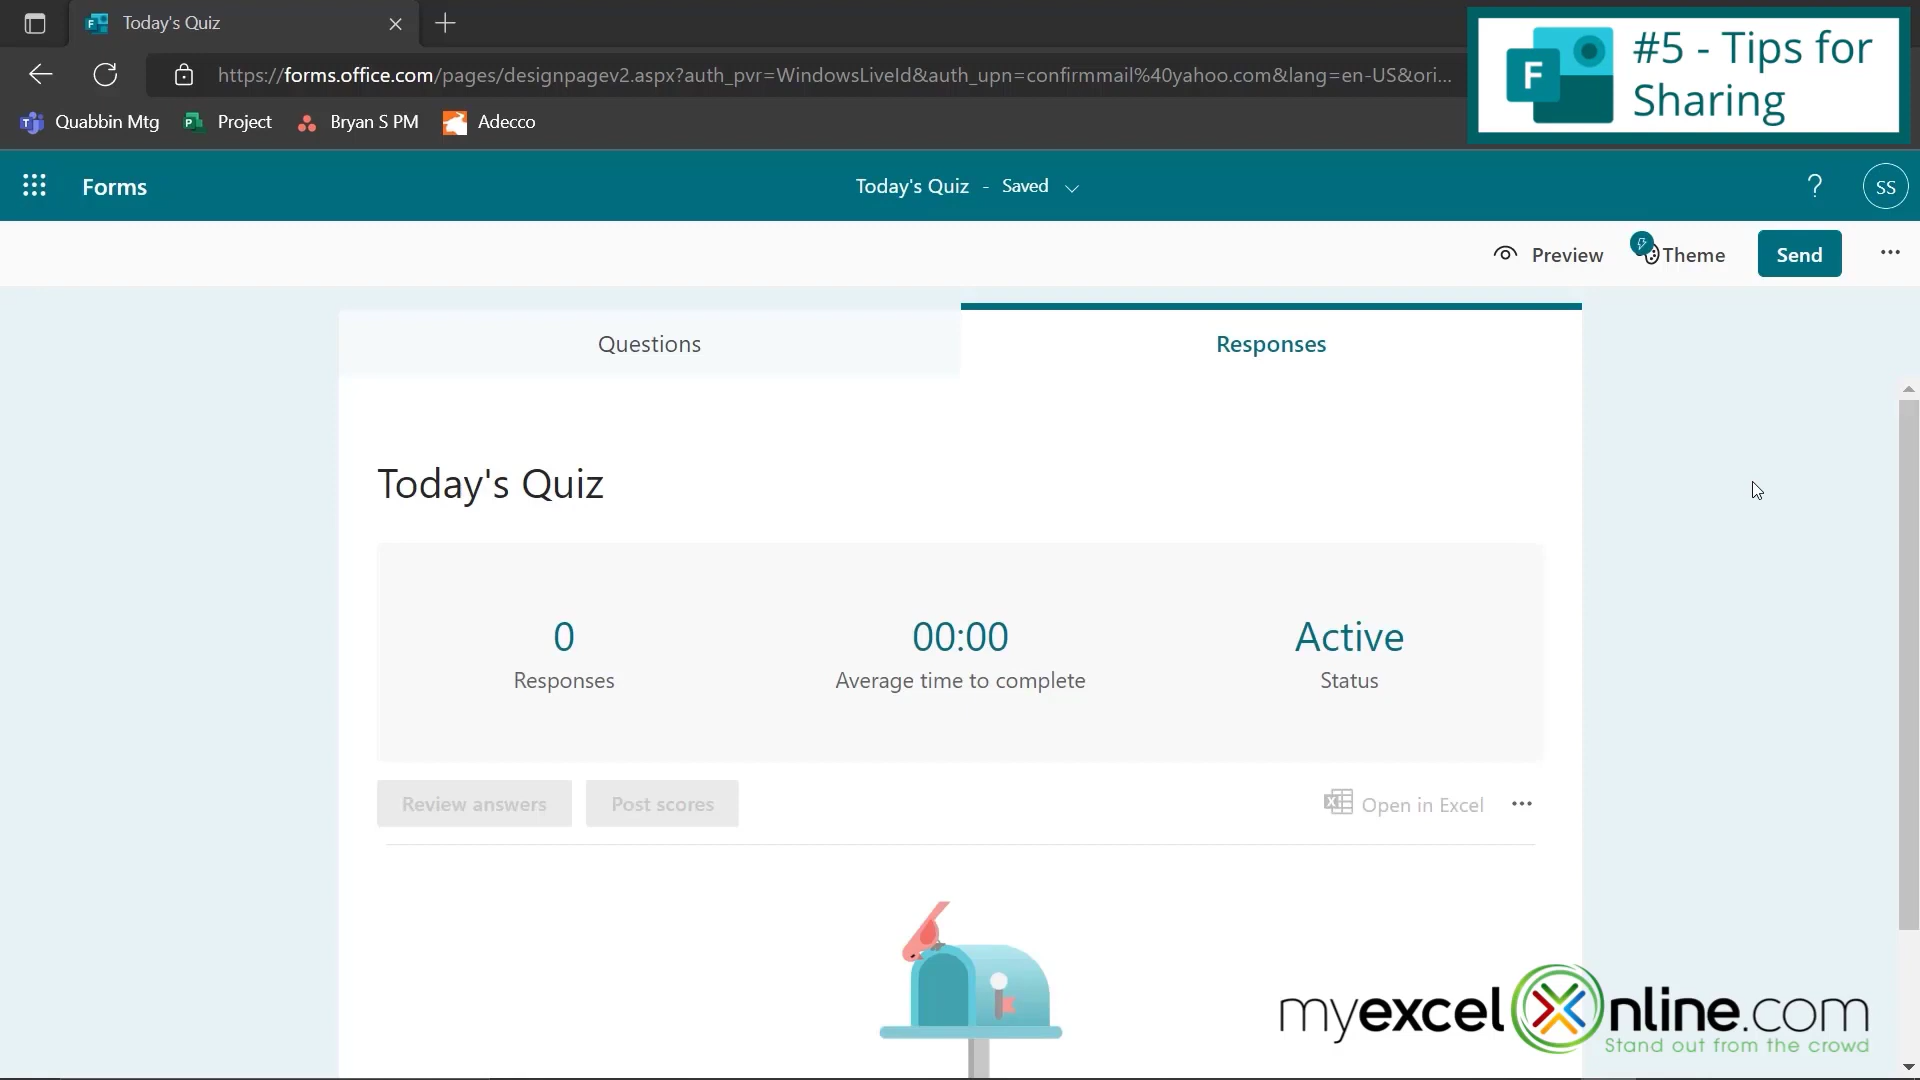 Today's Quiz
https://forms.office.com/pages/designpagev2.aspx?auth_pvr=WindowsLiveId&auth_upn=confirmmail%40yahoo.com&lang=en-US&ori...
F
#5 - Tips for
Sharing
Quabbin Mtg
Project
Bryan S PM
Adecco
Forms
Today's Quiz - Saved
?
SS
Preview
Theme
Send
Questions
Responses
Today's Quiz
0
Responses
00:00
Average time to complete
Active
Status
Review answers
Post scores
Open in Excel
myexcelOnline.com
Stand out from the crowd